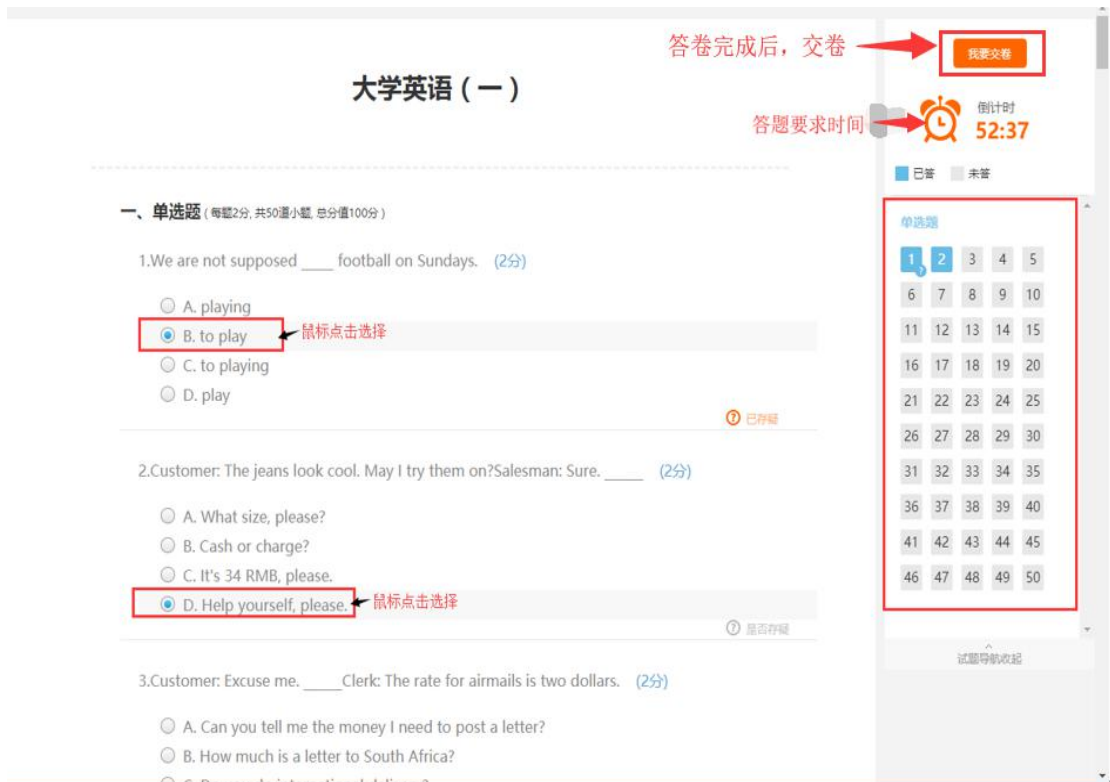 答卷完成后，交卷
我要交卷
大学英语（一）
倒计时
52:37
答题要求时间
已答 未答
一、单选题（每题2分, 共50道小题, 总分值100分）
1.We are not supposed ____ football on Sundays. (2分)
A. playing
B. to play
鼠标点击选择
C. to playing
D. play
已存疑
2.Customer: The jeans look cool. May I try them on?Salesman: Sure. _____ (2分)
A. What size, please?
B. Cash or charge?
C. It's 34 RMB, please.
D. Help yourself, please.
鼠标点击选择
是否存疑
3.Customer: Excuse me. _____Clerk: The rate for airmails is two dollars. (2分)
A. Can you tell me the money I need to post a letter?
B. How much is a letter to South Africa?
单选题
1 2 3 4 5
6 7 8 9 10
11 12 13 14 15
16 17 18 19 20
21 22 23 24 25
26 27 28 29 30
31 32 33 34 35
36 37 38 39 40
41 42 43 44 45
46 47 48 49 50
试题导航收起